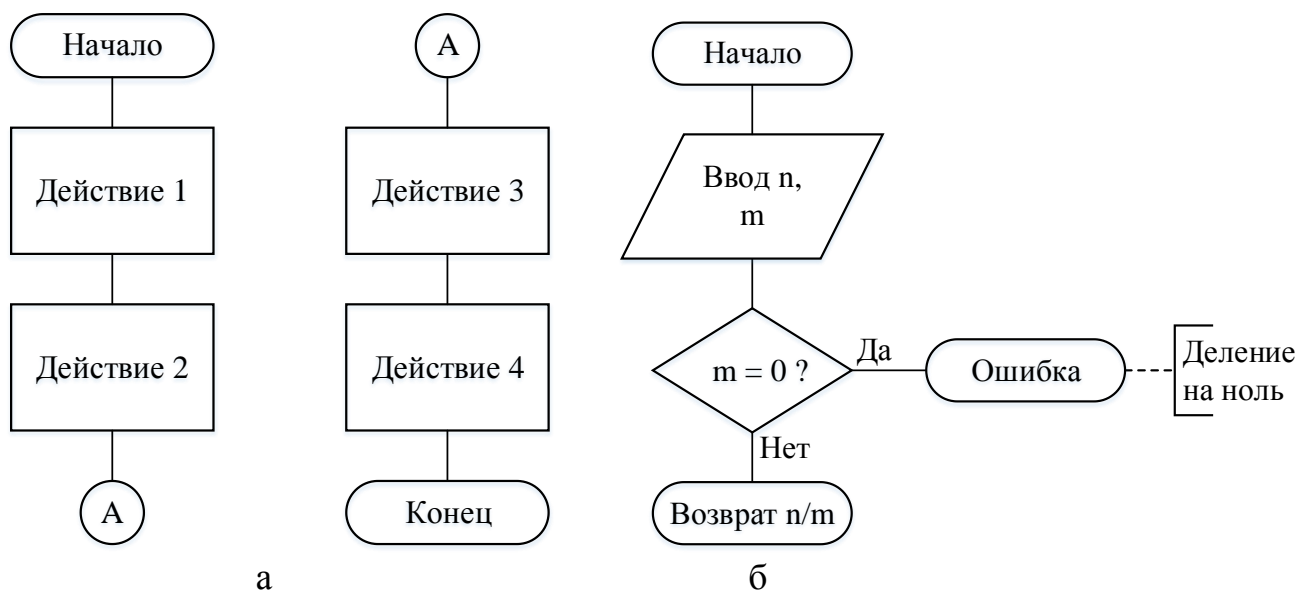 Начало
Действие 1
Действие 2
А
А
Действие 3
Действие 4
Конец
а
Начало
Ввод n,
m
m = 0 ?
Да
Ошибка
Деление
на ноль
Нет
Возврат n/m
б